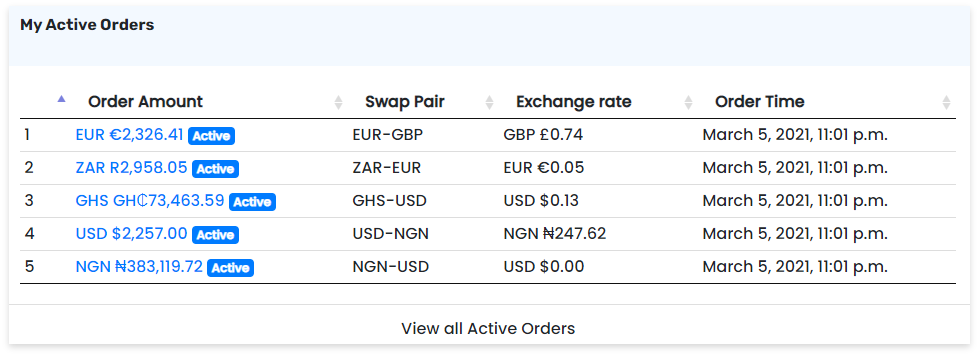 My Active Orders
Order Amount Swap Pair Exchange rate Order Time
1 EUR €2,326.41 Active EUR-GBP GBP £0.74 March 5, 2021, 11:01 p.m.
2 ZAR R2,958.05 Active ZAR-EUR EUR €0.05 March 5, 2021, 11:01 p.m.
3 GHS GH₵73,463.59 Active GHS-USD USD $0.13 March 5, 2021, 11:01 p.m.
4 USD $2,257.00 Active USD-NGN NGN ₦247.62 March 5, 2021, 11:01 p.m.
5 NGN ₦383,119.72 Active NGN-USD USD $0.00 March 5, 2021, 11:01 p.m.
View all Active Orders